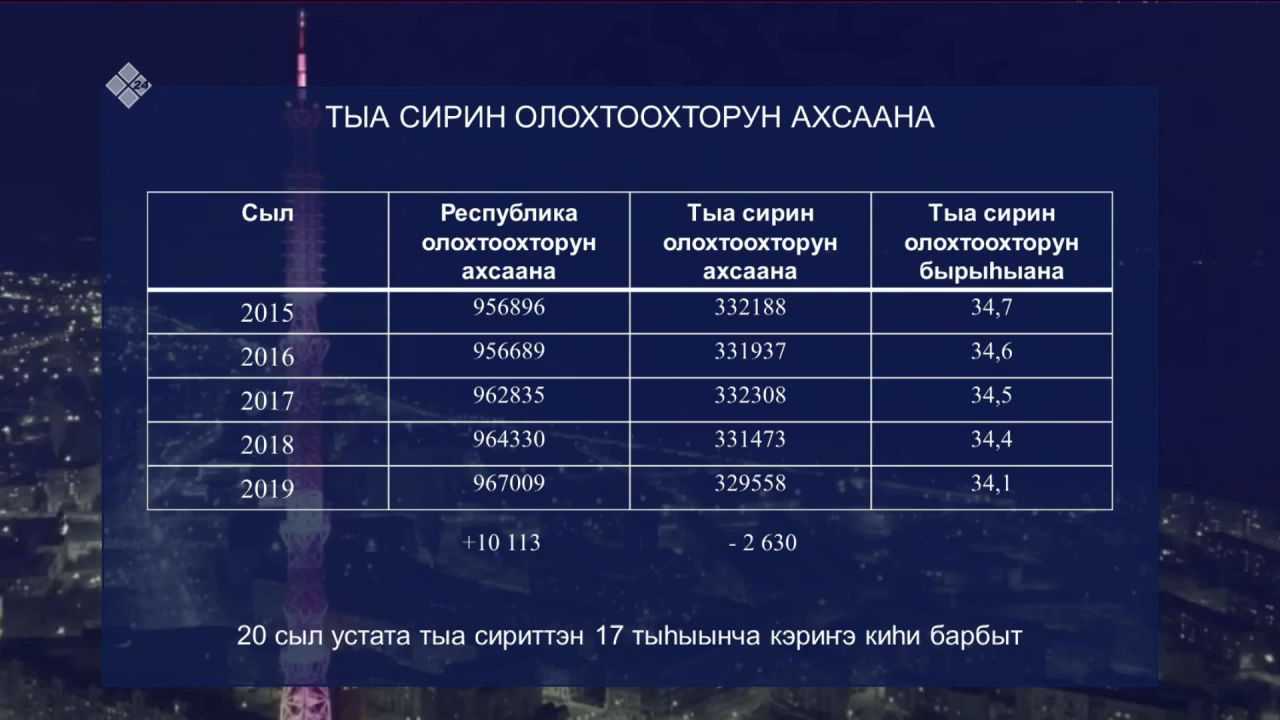 24
ТЫА СИРИН ОЛОХТООХТОРУН АХСААНА
Сыл Республика олохтоохторун ахсаана Тыа сирин олохтоохторун ахсаана Тыа сирин олохтоохторун бырыһыана
2015 956896 332188 34,7
2016 956689 331937 34,6
2017 962835 332308 34,5
2018 964330 331473 34,4
2019 967009 329558 34,1
+10 113 - 2 630
20 сыл устата тыа сириттэн 17 тыһыынча кэриҥэ киһи барбыт